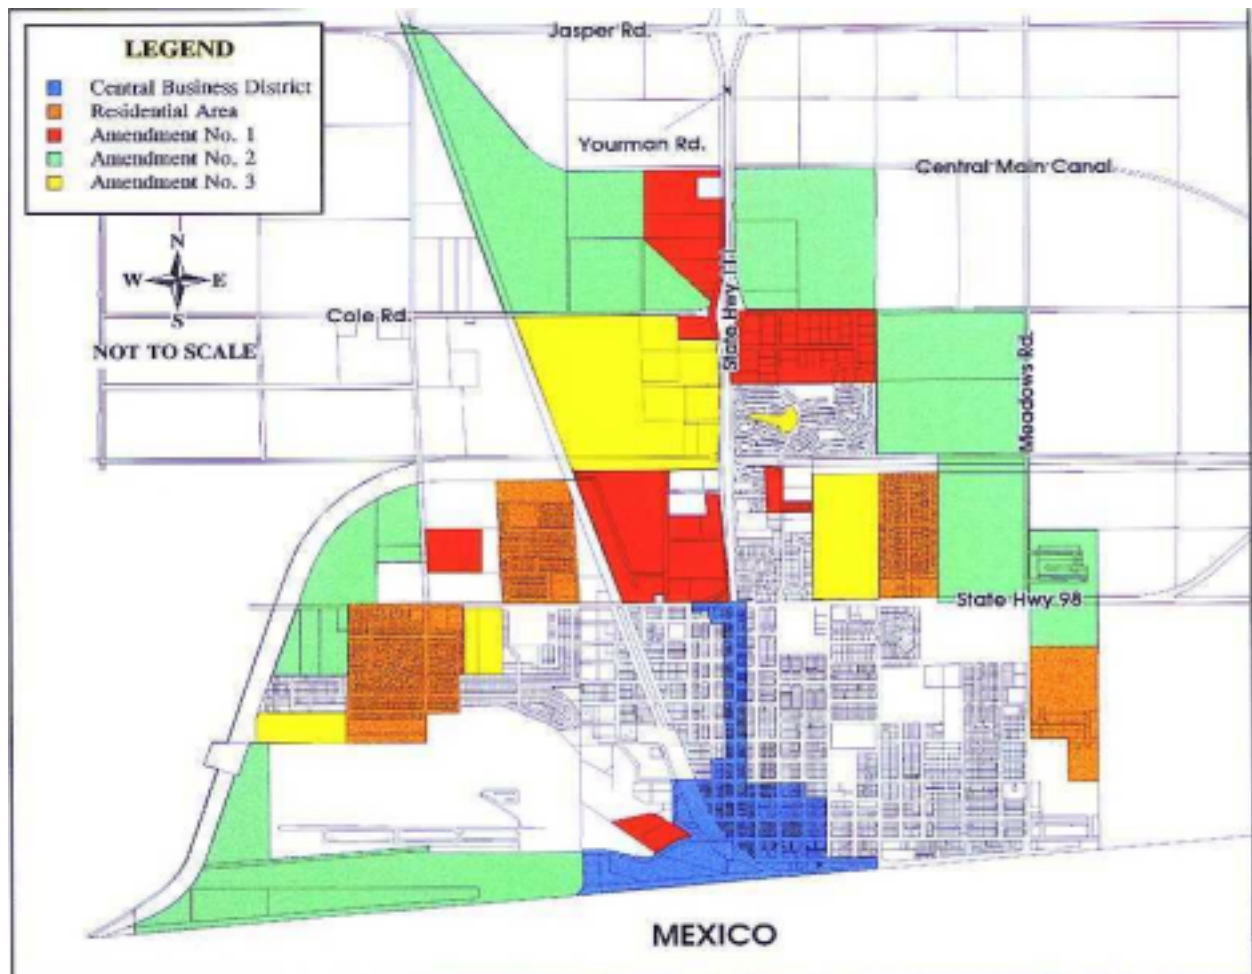 LEGEND
Central Business District
Residential Area
Amendment No. 1
Amendment No. 2
Amendment No. 3
Jasper Rd.
Yourman Rd.
Central Main Canal
N
W E
S
NOT TO SCALE
Cole Rd.
State Hwy. 111
Meadows Rd.
State Hwy 98
MEXICO